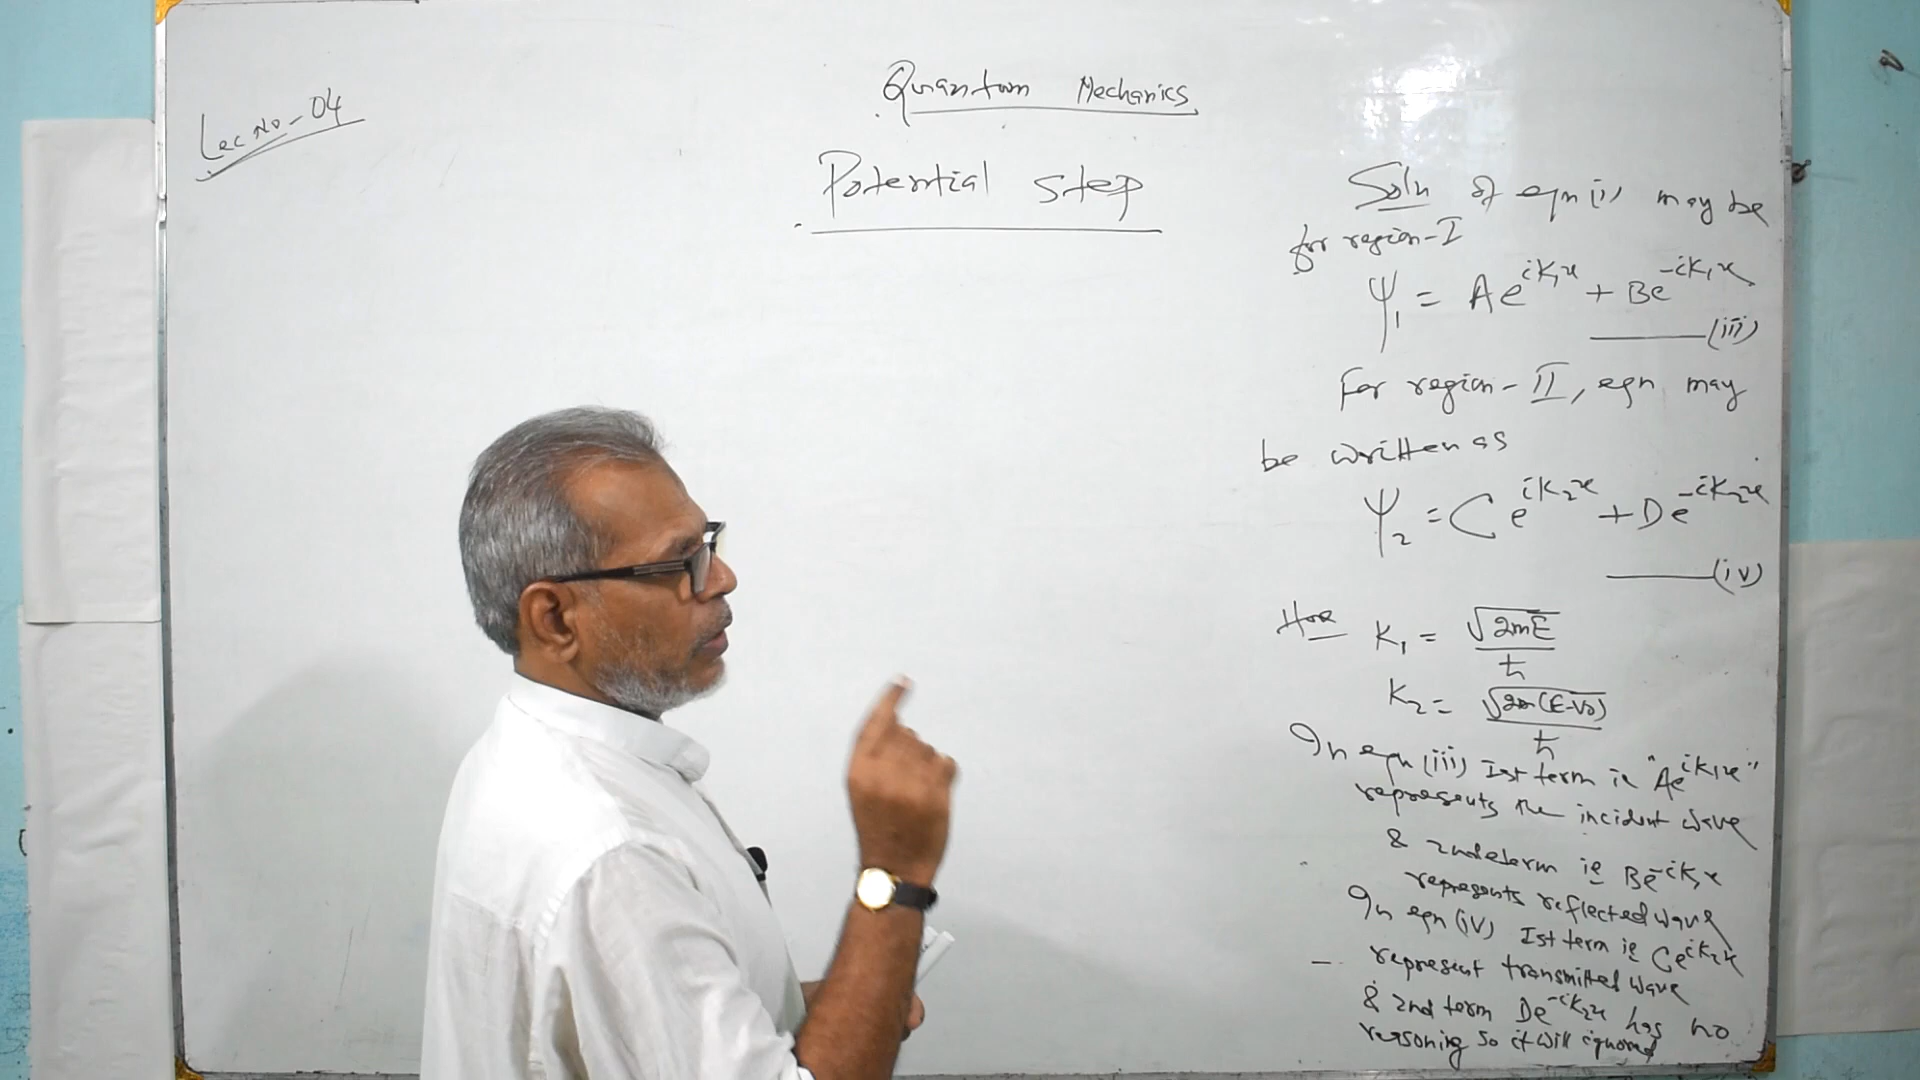 Lec No-04
Quantum Mechanics
Potential Step
Soln of eqn (i) may be
for region-I
ψ₁ = Ae^{iK₁x} + Be^{-iK₁x}
(iii)
For region-II, eqn may
be written as
ψ₂ = Ce^{iK₂x} + De^{-iK₂x}
(iv)
Here K₁ = √2mE / ħ
K₂ = √2m(E-V₀) / ħ
In eqn (iii) Ist term ie "Ae^{iK₁x}"
represents the incident wave
& 2nd term ie Be^{-iK₁x}
represents reflected wave
In eqn (iv) Ist term ie Ce^{iK₂x}
represent transmitted wave
& 2nd term De^{-iK₂x} has no
reasoning so it will ignored